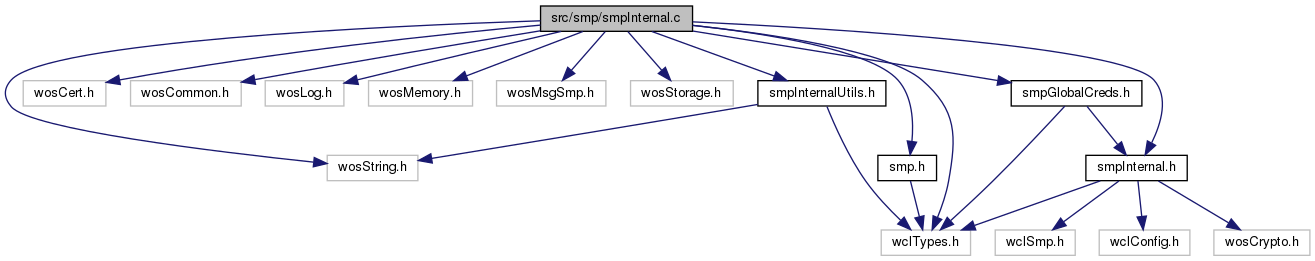 src/smp/smpInternal.c
wosCert.h
wosCommon.h
wosLog.h
wosMemory.h
wosMsgSmp.h
wosStorage.h
smpInternalUtils.h
smpGlobalCreds.h
wosString.h
smp.h
smpInternal.h
wclTypes.h
wclSmp.h
wclConfig.h
wosCrypto.h